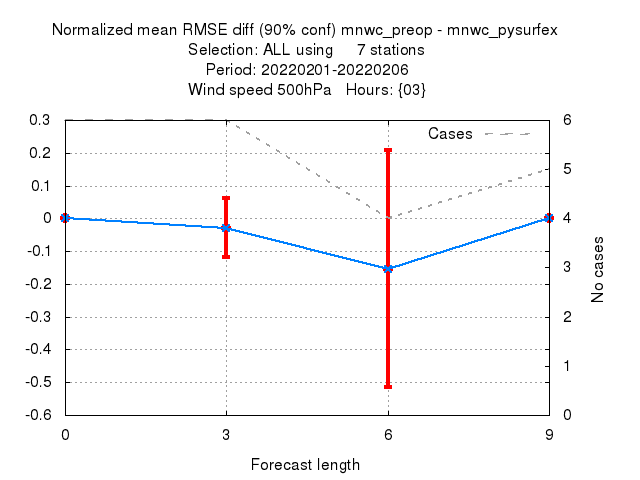 Normalized mean RMSE diff (90% conf) mnwc_preop - mnwc_pysurfex
Selection: ALL using     7 stations
Period: 20220201-20220206
Wind speed 500hPa   Hours: {03}
Cases
0.3
0.2
0.1
0
-0.1
-0.2
-0.3
-0.4
-0.5
-0.6
6
5
4
3
2
1
0
No cases
0 3 6 9
Forecast length